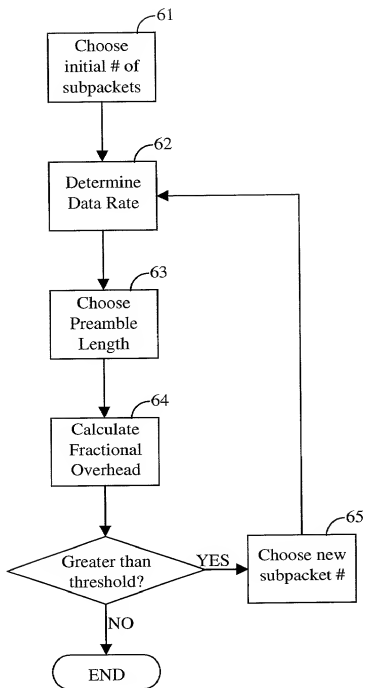 61
Choose
initial # of
subpackets
62
Determine
Data Rate
63
Choose
Preamble
Length
64
Calculate
Fractional
Overhead
65
Choose new
subpacket #
Greater than
threshold?
YES
NO
END